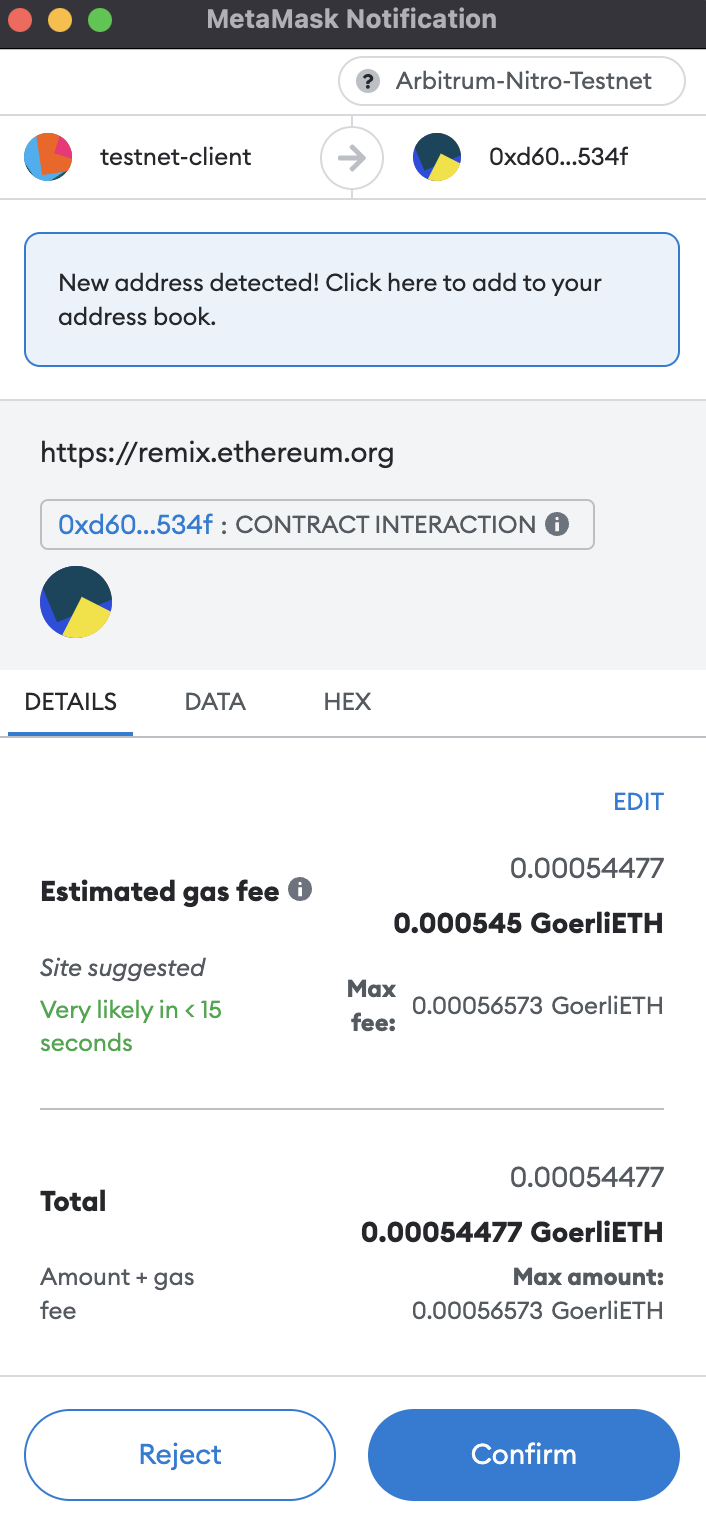 MetaMask Notification
? Arbitrum-Nitro-Testnet
testnet-client
0xd60...534f
New address detected! Click here to add to your
address book.
https://remix.ethereum.org
0xd60...534f : CONTRACT INTERACTION i
DETAILS
DATA
HEX
EDIT
0.00054477
Estimated gas fee i
0.000545 GoerliETH
Site suggested
Very likely in < 15
seconds
Max
fee:
0.00056573 GoerliETH
0.00054477
Total
0.00054477 GoerliETH
Amount + gas
fee
Max amount:
0.00056573 GoerliETH
Reject
Confirm